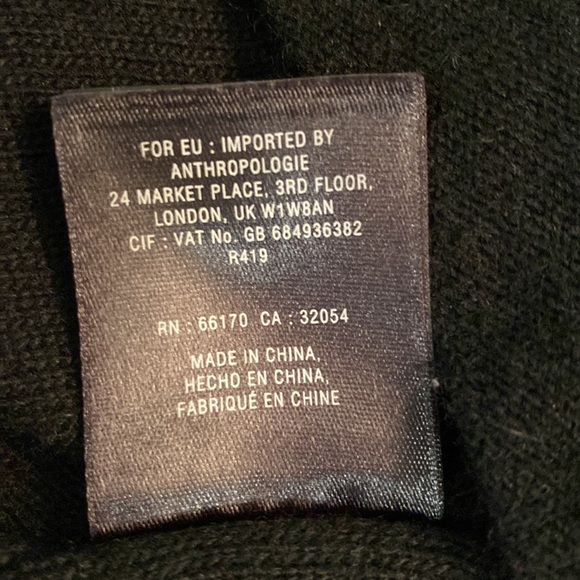 FOR EU : IMPORTED BY
ANTHROPOLOGIE
24 MARKET PLACE, 3RD FLOOR,
LONDON, UK W1W8AN
CIF : VAT No. GB 684936382
R419
RN : 66170 CA : 32054
MADE IN CHINA,
HECHO EN CHINA,
FABRIQUÉ EN CHINE